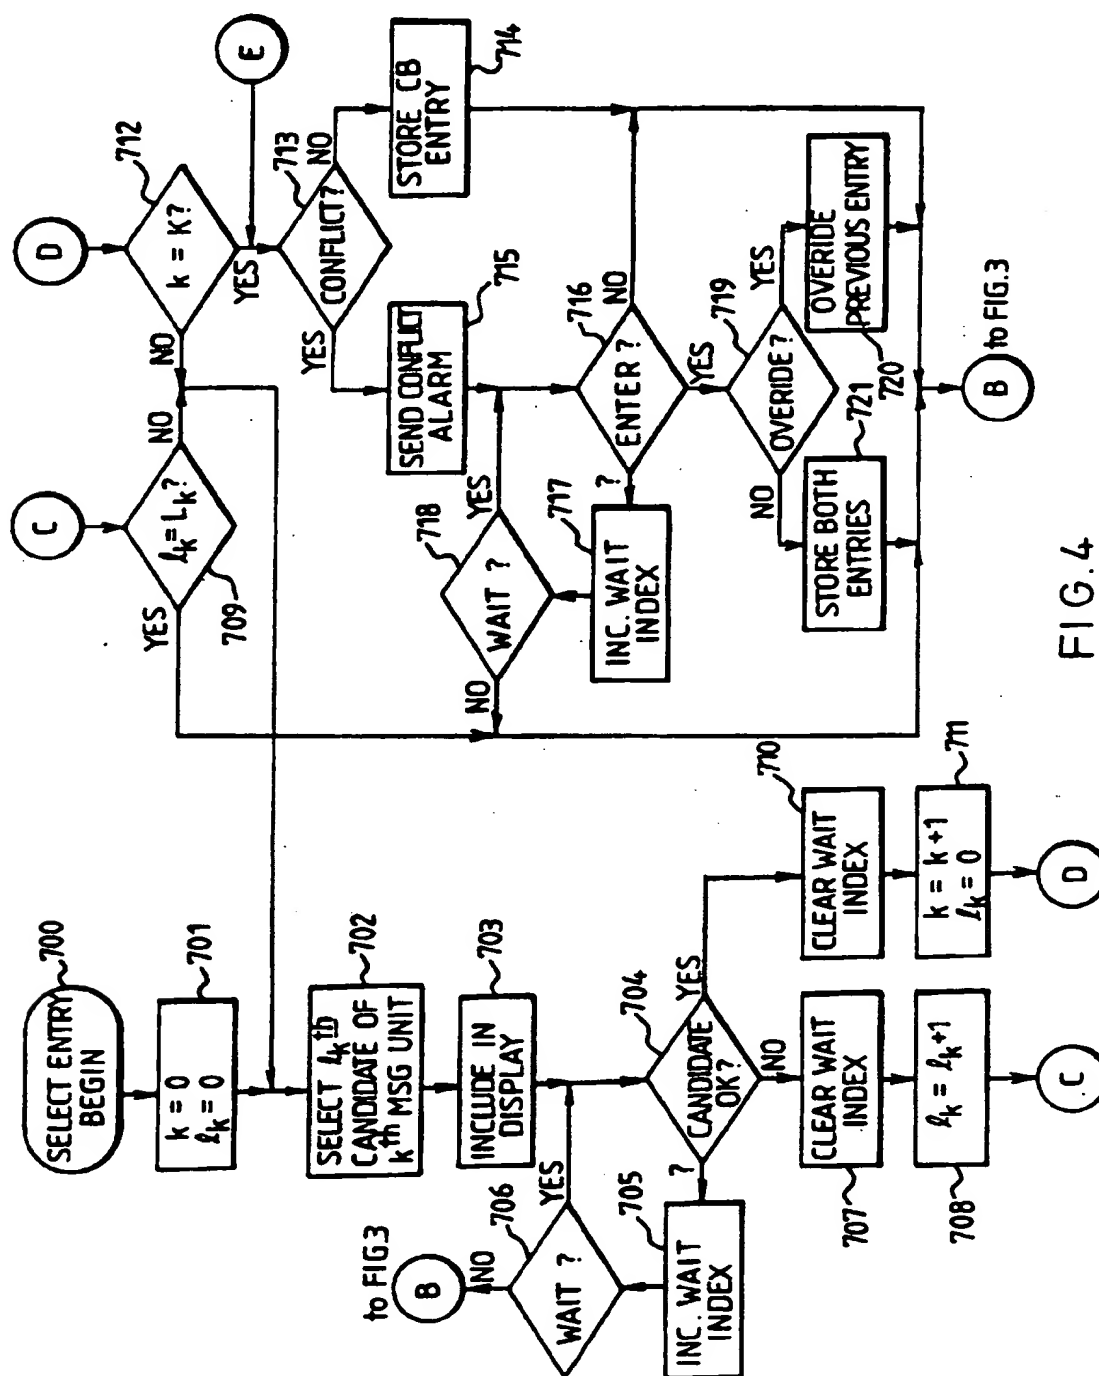 SELECT ENTRY
BEGIN
700
k = 0
ℓk = 0
701
SELECT ℓkth
CANDIDATE OF
kth MSG UNIT
702
INCLUDE IN
DISPLAY
703
CANDIDATE
OK?
704
YES
NO
?
INC. WAIT
INDEX
705
WAIT ?
706
YES
NO
B
to FIG3
CLEAR WAIT
INDEX
707
ℓk = ℓk+1
708
C
CLEAR WAIT
INDEX
710
k = k+1
ℓk = 0
711
D
C
ℓk = Lk?
709
YES
NO
D
k = K?
712
NO
YES
E
CONFLICT?
713
YES
NO
STORE CB
ENTRY
714
SEND CONFLICT
ALARM
715
ENTER ?
716
NO
YES
?
INC. WAIT
INDEX
717
WAIT ?
718
YES
NO
OVERRIDE?
719
YES
NO
OVERRIDE
PREVIOUS ENTRY
720
STORE BOTH
ENTRIES
721
B
to FIG.3
FIG.4